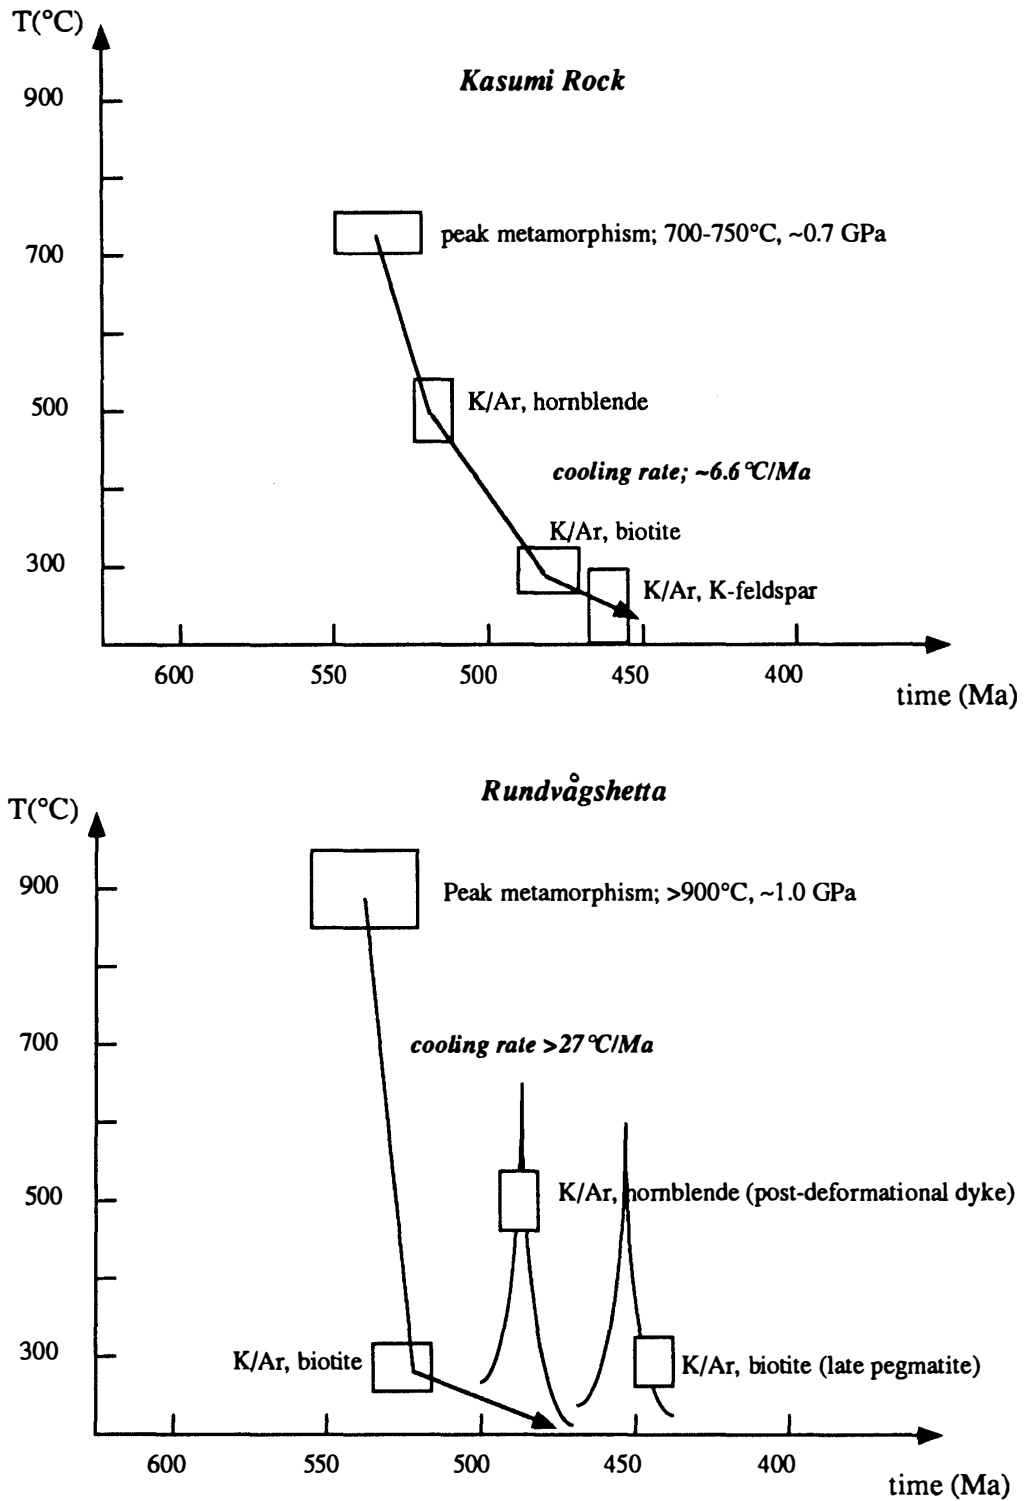 T(°C)
Kasumi Rock
900
peak metamorphism; 700-750°C, ~0.7 GPa
700
K/Ar, hornblende
500
cooling rate; ~6.6°C/Ma
K/Ar, biotite
300
K/Ar, K-feldspar
600 550 500 450 400
time (Ma)
Rundvågshetta
T(°C)
900
Peak metamorphism; >900°C, ~1.0 GPa
700
cooling rate >27°C/Ma
500
K/Ar, hornblende (post-deformational dyke)
300
K/Ar, biotite
K/Ar, biotite (late pegmatite)
600 550 500 450 400
time (Ma)